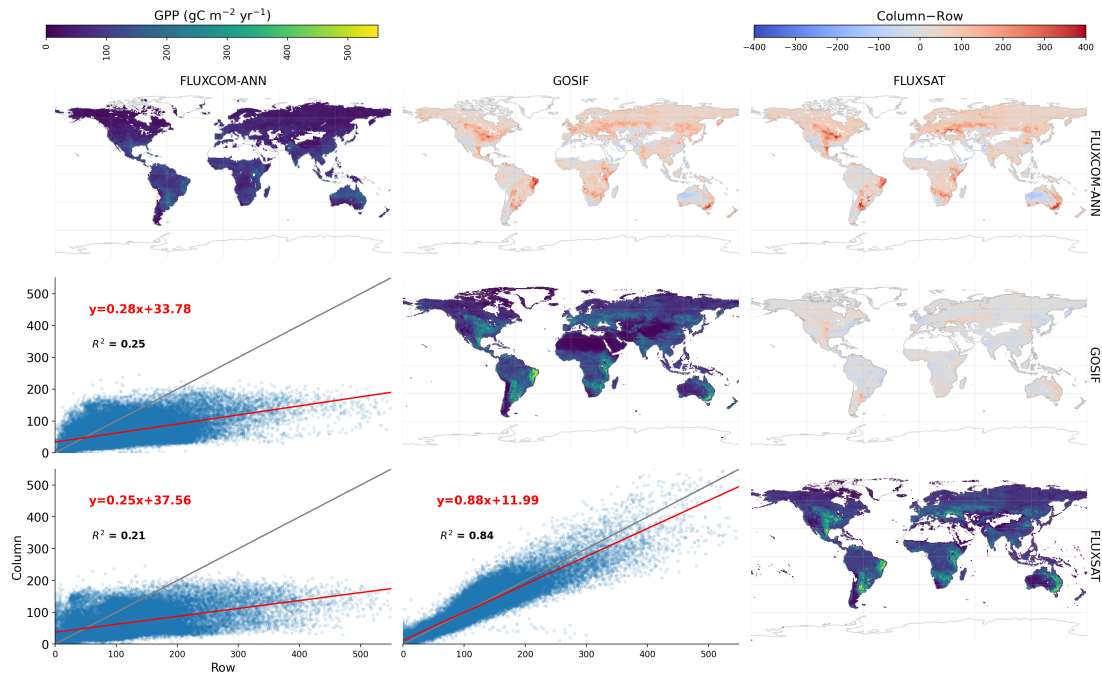 GPP (gC m⁻² yr⁻¹)
0 100 200 300 400 500
Column−Row
−400 −300 −200 −100 0 100 200 300 400
FLUXCOM-ANN GOSIF FLUXSAT
FLUXCOM-ANN
500
400
300
200
100
0
y=0.28x+33.78
R² = 0.25
GOSIF
500
400
300
200
100
0
Column
y=0.25x+37.56
R² = 0.21
0 100 200 300 400 500
Row
y=0.88x+11.99
R² = 0.84
0 100 200 300 400 500
FLUXSAT